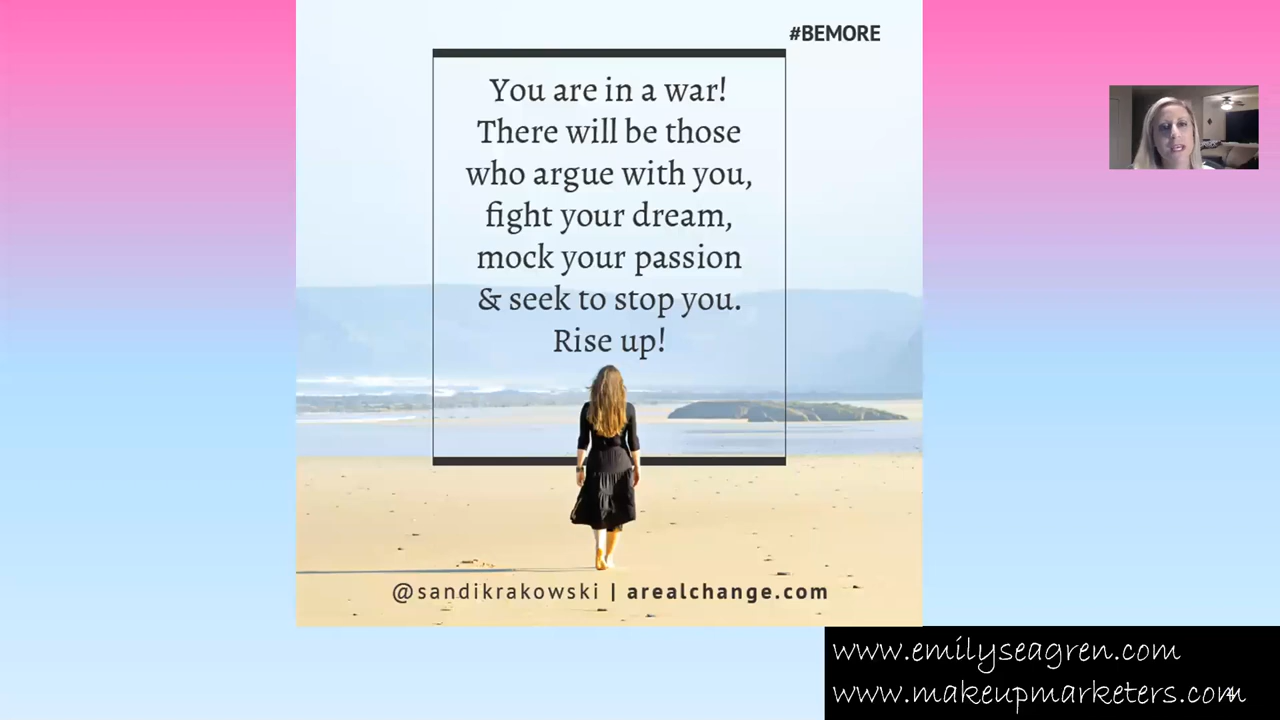 #BEMORE
You are in a war!
There will be those
who argue with you,
fight your dream,
mock your passion
& seek to stop you.
Rise up!
@sandikrakowski | arealchange.com
www.emilyseagren.com
www.makeupmarketers.com